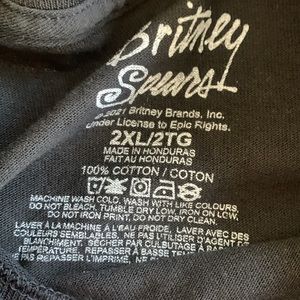 Britney
Spears
© 2021 Britney Brands, Inc.
Under License to Epic Rights.
2XL/2TG
MADE IN HONDURAS
FAIT AU HONDURAS
100% COTTON / COTON
MACHINE WASH COLD, WASH WITH LIKE COLOURS,
DO NOT BLEACH, TUMBLE DRY LOW, IRON ON LOW,
DO NOT IRON PRINT, DO NOT DRY CLEAN.
LAVER À LA MACHINE À L'EAU FROIDE, LAVER AVEC DES
COULEURS SEMBLABLES. NE PAS UTILISER D'AGENT DE
BLANCHIMENT. SÉCHER PAR CULBUTAGE À BASSE
TEMPÉRATURE. REPASSER À BASSE TEMPÉRATURE
NE PAS REPASSER L'IMPRIMÉ. NE PAS